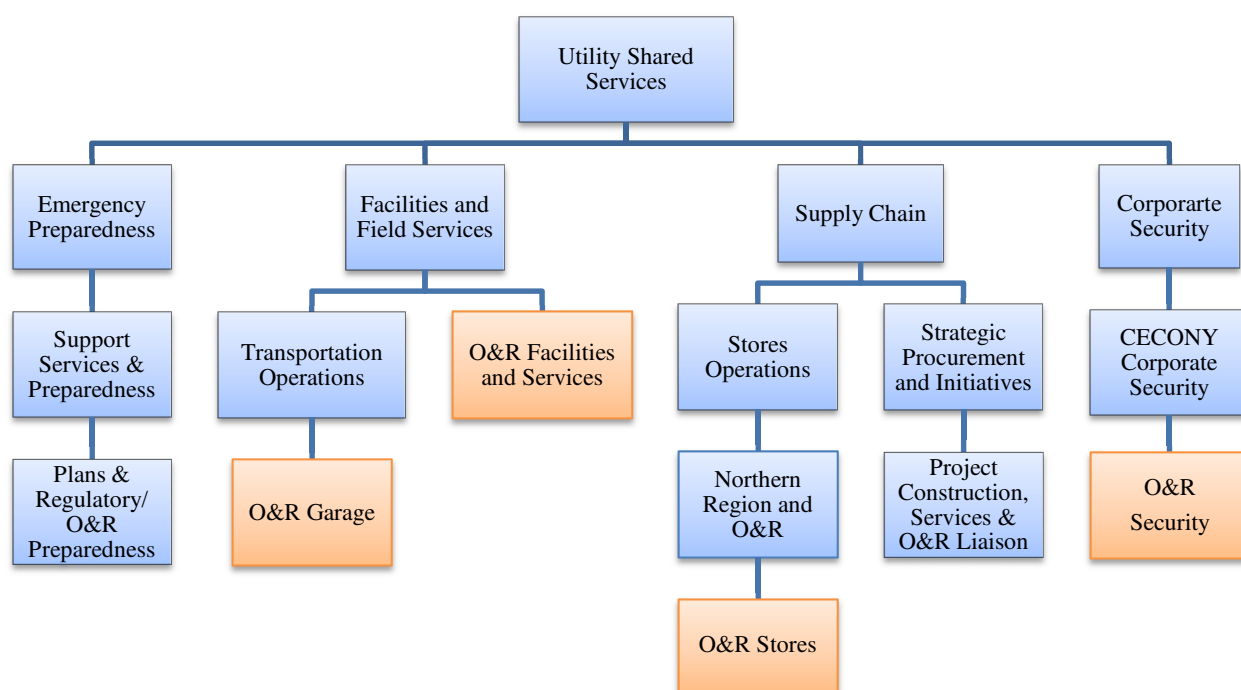 Utility Shared
Services
Emergency
Preparedness
Facilities and
Field Services
Supply Chain
Corporarte
Security
Support
Services &
Preparedness
Transportation
Operations
O&R Facilities
and Services
Stores
Operations
Strategic
Procurement
and Initiatives
CECONY
Corporate
Security
Plans &
Regulatory/
O&R
Preparedness
O&R Garage
Northern
Region and
O&R
Project
Construction,
Services &
O&R Liaison
O&R
Security
O&R Stores